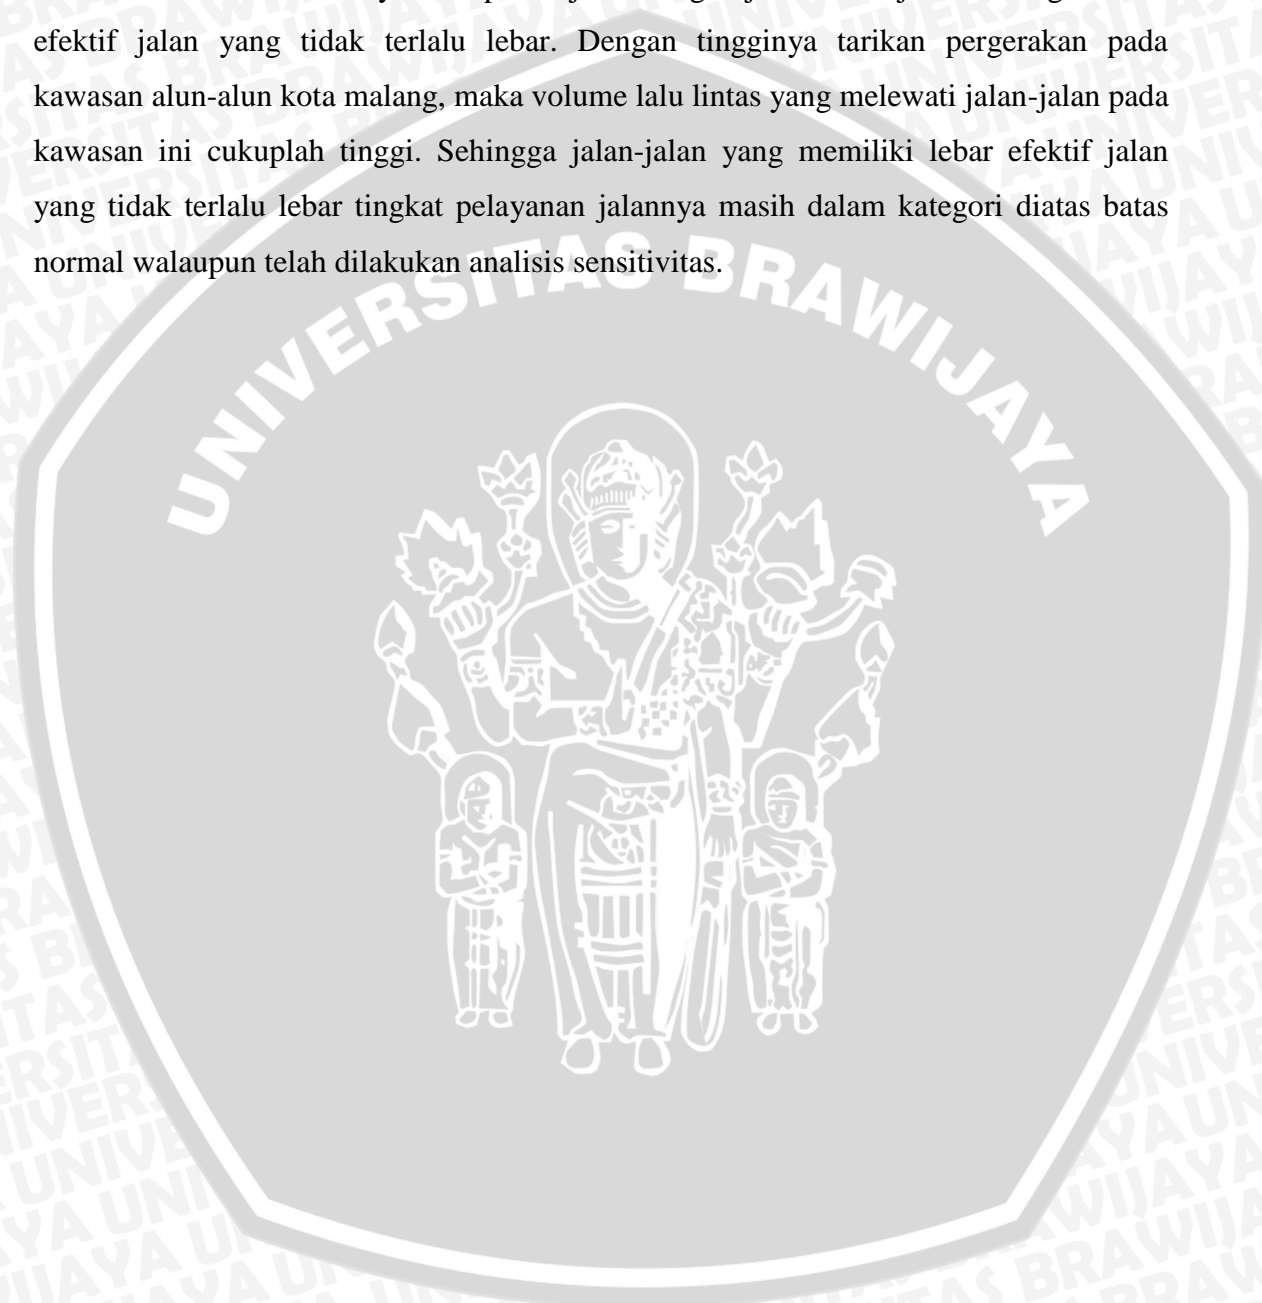 efektif jalan yang tidak terlalu lebar. Dengan tingginya tarikan pergerakan pada
kawasan alun-alun kota malang, maka volume lalu lintas yang melewati jalan-jalan pada
kawasan ini cukuplah tinggi. Sehingga jalan-jalan yang memiliki lebar efektif jalan
yang tidak terlalu lebar tingkat pelayanan jalannya masih dalam kategori diatas batas
normal walaupun telah dilakukan analisis sensitivitas.
UNIVERSITAS BRAWIJAYA